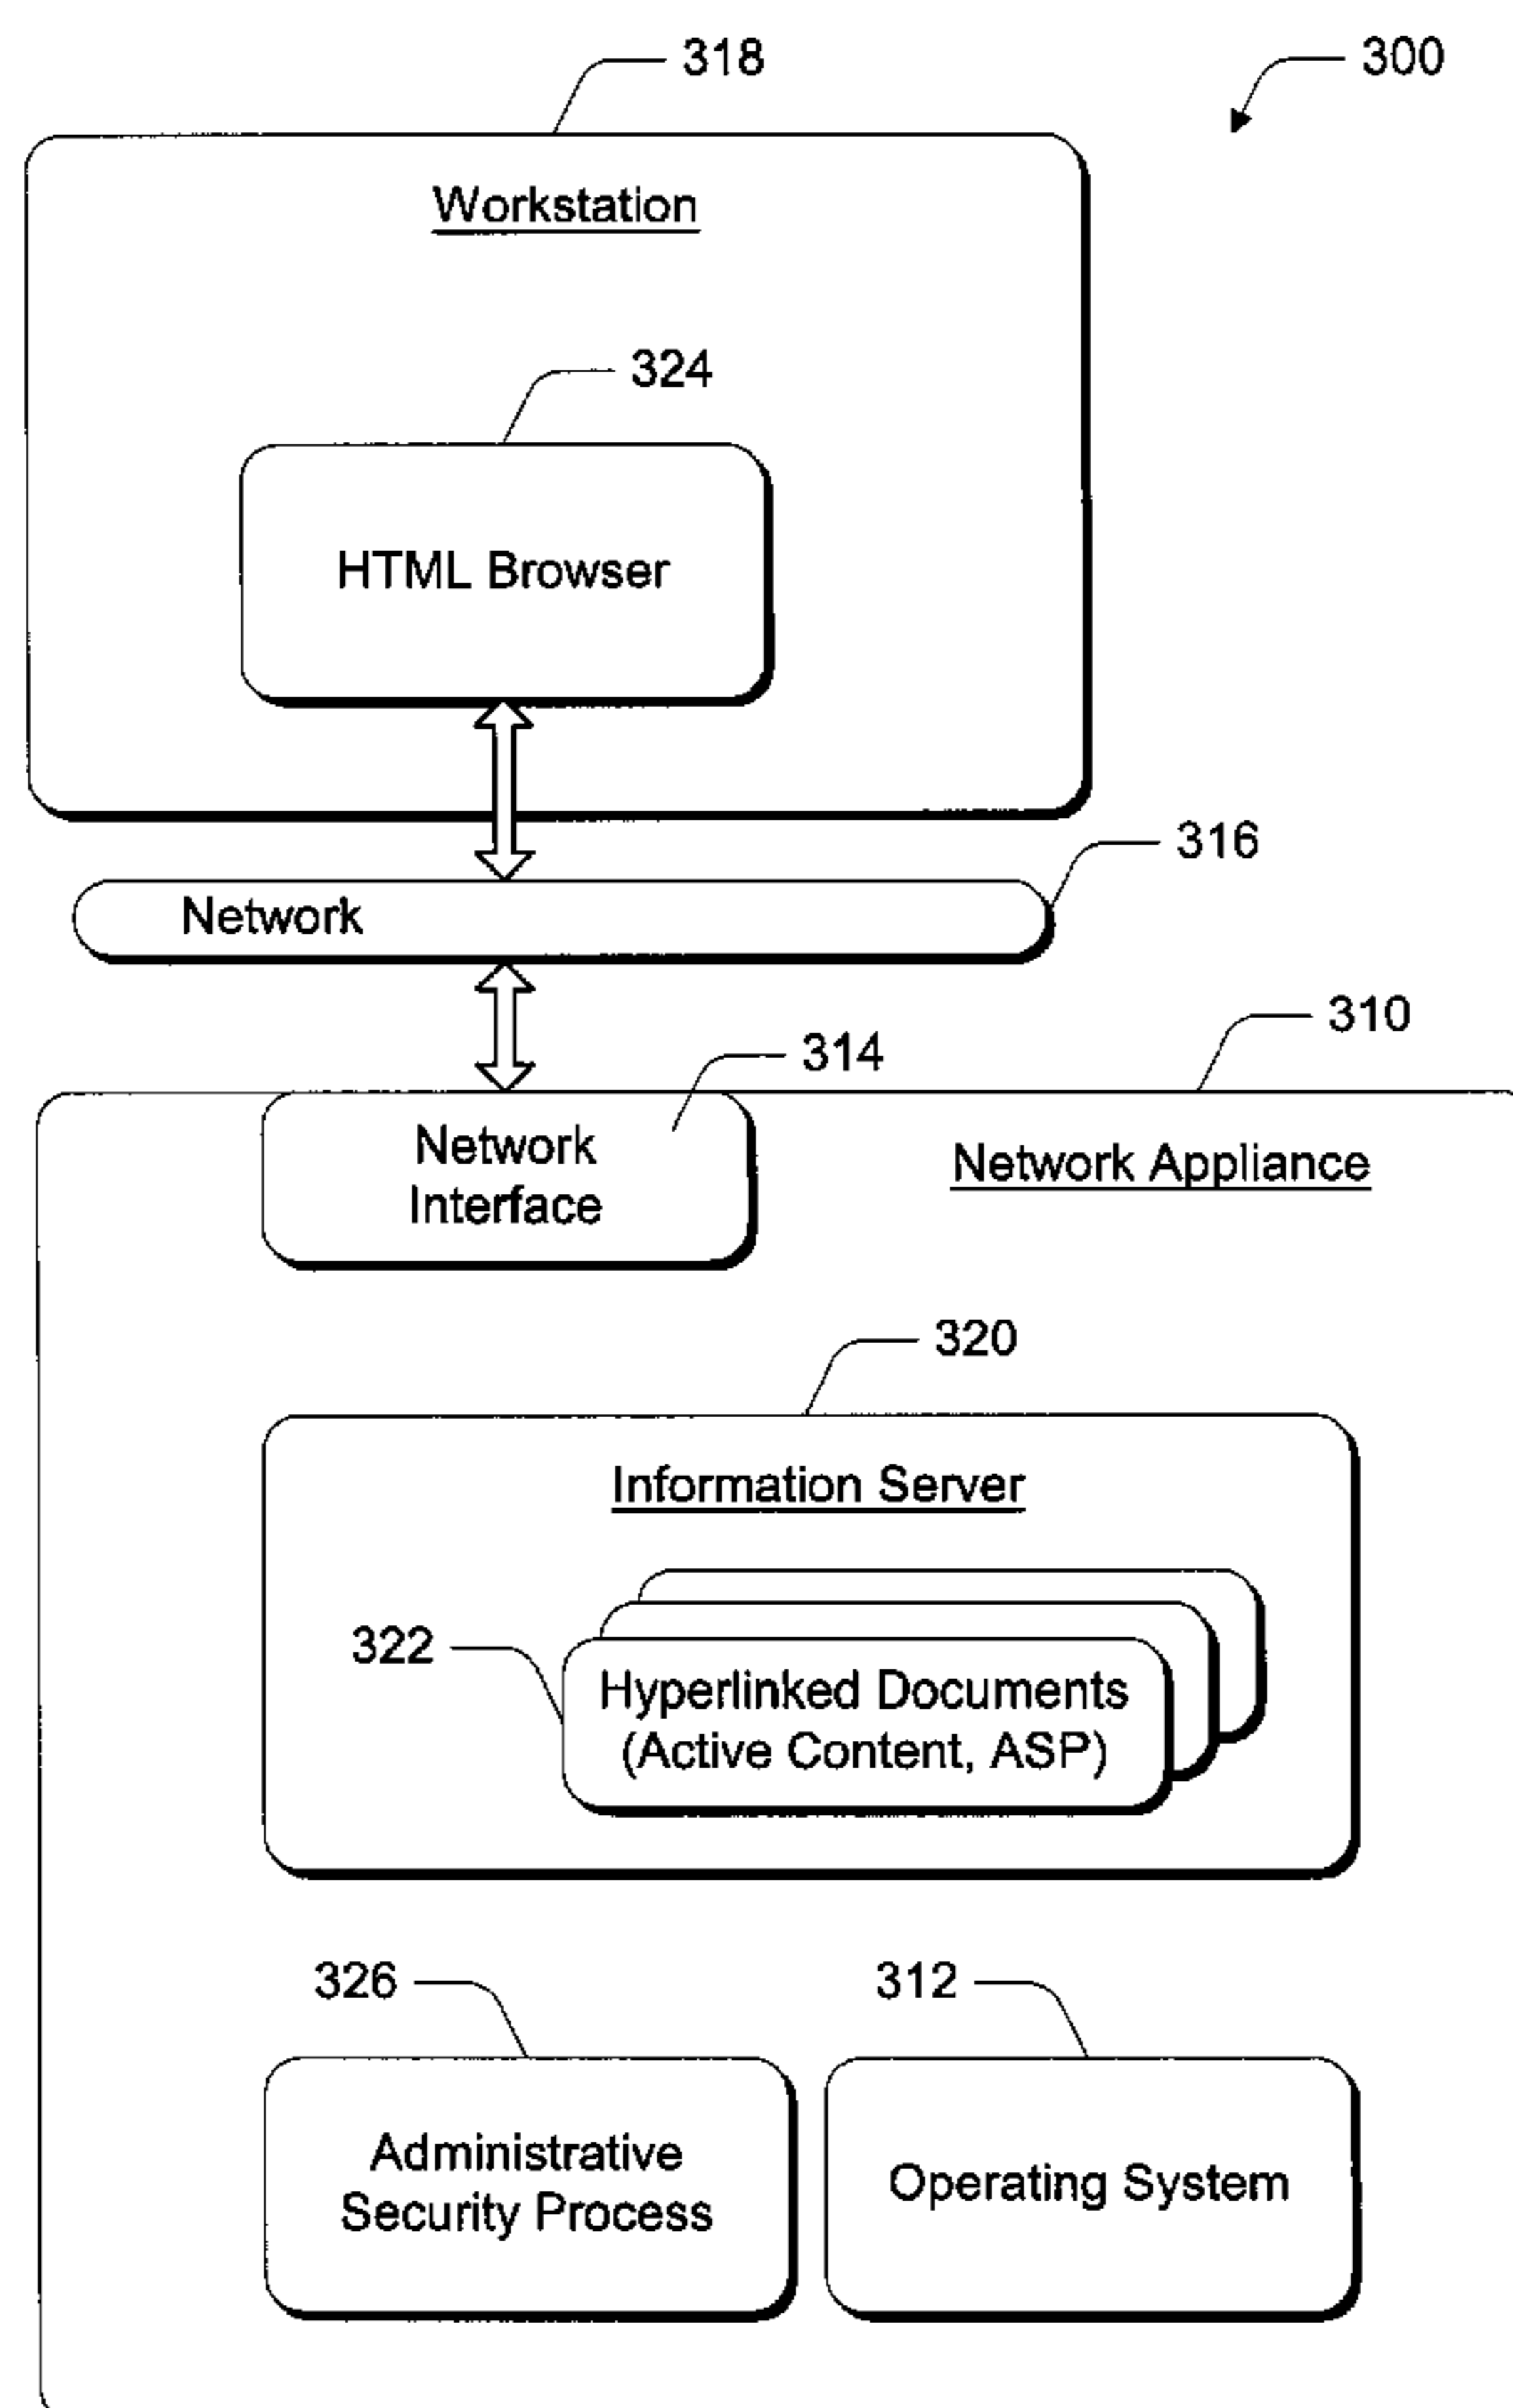 318
300
Workstation
324
HTML Browser
316
Network
310
314
Network
Interface
Network Appliance
320
Information Server
322
Hyperlinked Documents
(Active Content, ASP)
326
312
Administrative
Security Process
Operating System